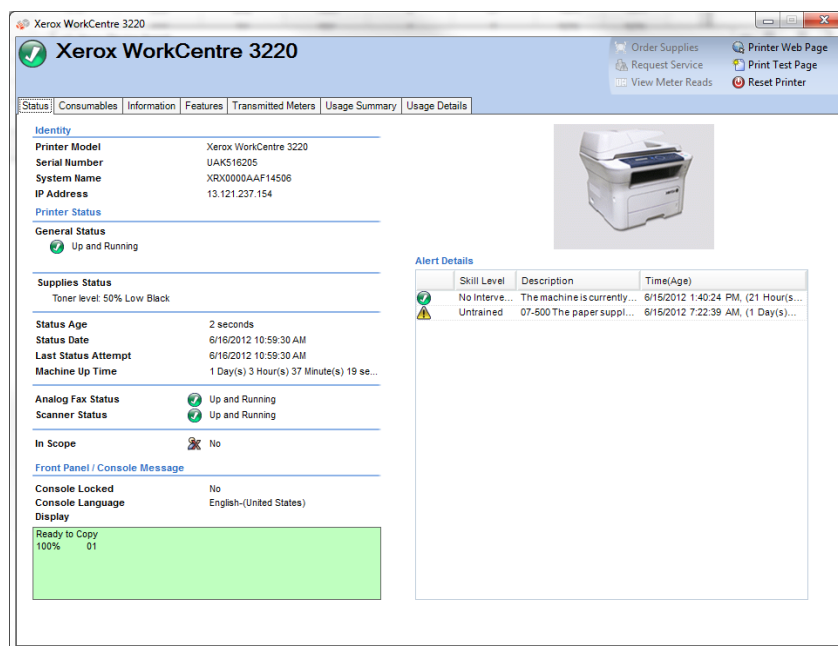 Xerox WorkCentre 3220
Xerox WorkCentre 3220
Order Supplies
Printer Web Page
Request Service
Print Test Page
View Meter Reads
Reset Printer
Status Consumables Information Features Transmitted Meters Usage Summary Usage Details
Identity
Printer Model Xerox WorkCentre 3220
Serial Number UAK516205
System Name XRX0000AAF14506
IP Address 13.121.237.154
Printer Status
General Status
Up and Running
Supplies Status
Toner level: 50% Low Black
Status Age 2 seconds
Status Date 6/16/2012 10:59:30 AM
Last Status Attempt 6/16/2012 10:59:30 AM
Machine Up Time 1 Day(s) 3 Hour(s) 37 Minute(s) 19 se...
Analog Fax Status Up and Running
Scanner Status Up and Running
In Scope No
Front Panel / Console Message
Console Locked No
Console Language English-(United States)
Display
Ready to Copy
100% 01
Alert Details
Skill Level Description Time(Age)
No Interve... The machine is currently... 6/15/2012 1:40:24 PM, (21 Hour(s...
Untrained 07-500 The paper suppl... 6/15/2012 7:22:39 AM, (1 Day(s)...